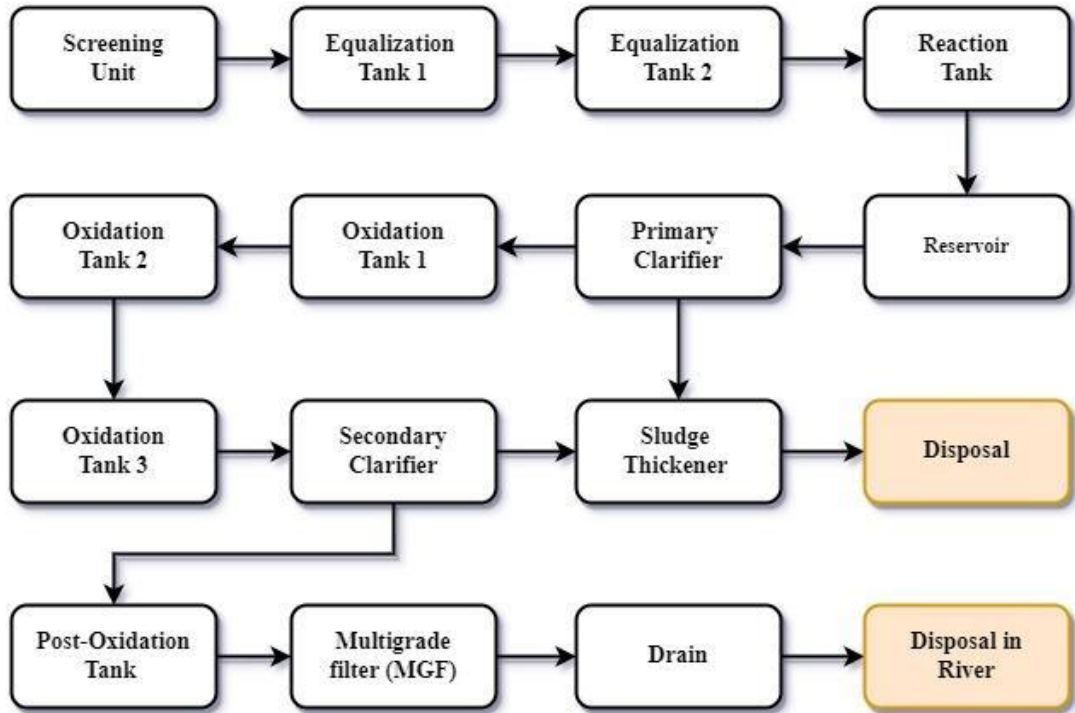 Screening
Unit
Equalization
Tank 1
Equalization
Tank 2
Reaction
Tank
Oxidation
Tank 2
Oxidation
Tank 1
Primary
Clarifier
Reservoir
Oxidation
Tank 3
Secondary
Clarifier
Sludge
Thickener
Disposal
Post-Oxidation
Tank
Multigrade
filter (MGF)
Drain
Disposal in
River